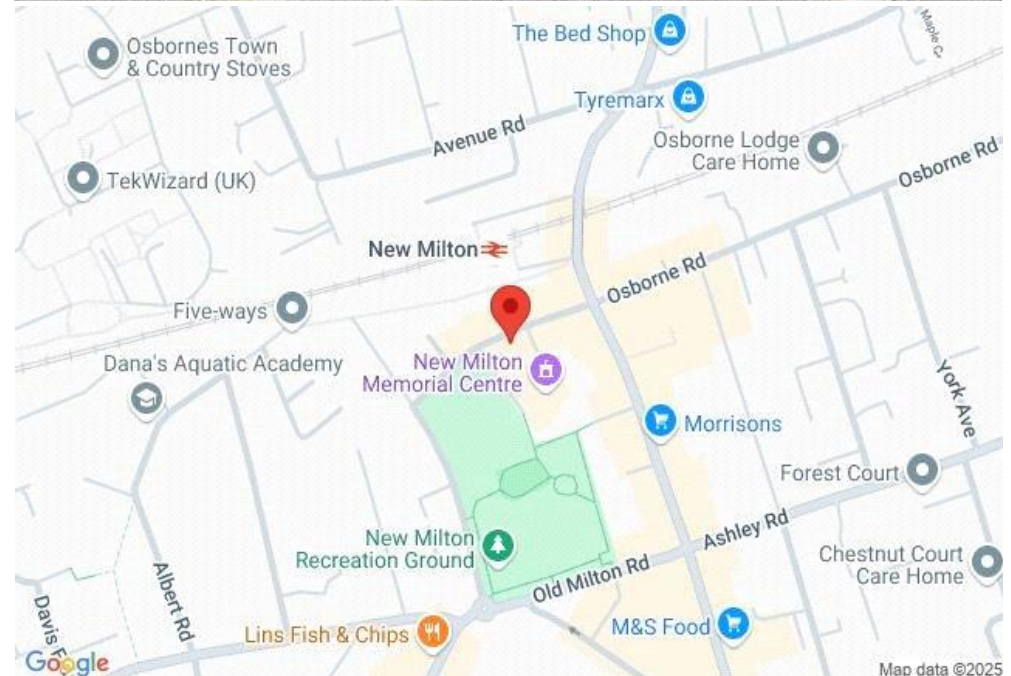 The Bed Shop
Maple C
Osbornes Town
& Country Stoves
Tyremarx
Avenue Rd
Osborne Lodge
Care Home
Osborne Rd
TekWizard (UK)
New Milton
Osborne Rd
Five-ways
New Milton
Memorial Centre
Dana's Aquatic Academy
York Ave
Morrisons
Forest Court
Ashley Rd
New Milton
Recreation Ground
Chestnut Court
Care Home
Old Milton Rd
Albert Rd
Davis F
Lins Fish & Chips
M&S Food
Google
Map data ©2025